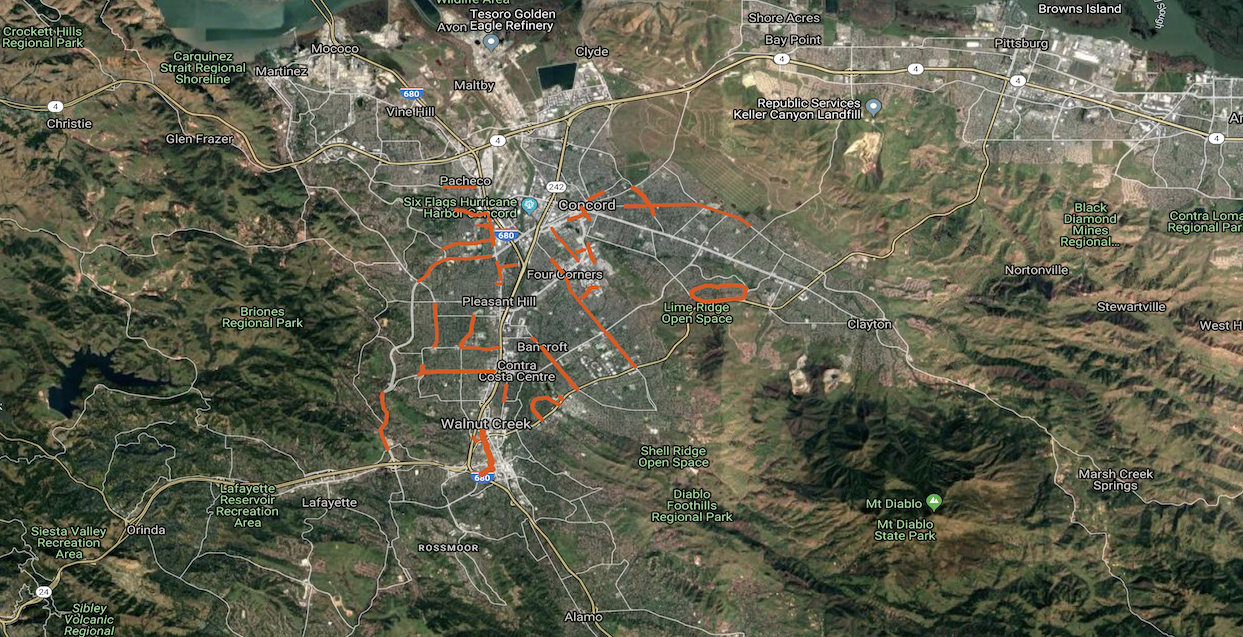 Tesoro Golden
Eagle Refinery
Avon
Browns Island
Slough
Shore Acres
Crockett Hills
Regional Park
Bay Point
Pittsburg
Mococo
Clyde
Carquinez
Strait Regional
Shoreline
Martinez
4
4
4
Maltby
680
4
Republic Services
Keller Canyon Landfill
Vine Hill
Christie
Glen Frazer
4
4
Pacheco
242
Six Flags Hurricane
Harbor Concord
Concord
Black
Diamond
Mines
Regional...
Contra Loma
Regional Par
680
Four Corners
Nortonville
Pleasant Hill
Briones
Regional Park
Lime Ridge
Open Space
Stewartville
West H
Clayton
Bancroft
Contra
Costa Centre
Walnut Creek
Shell Ridge
Open Space
680
Marsh Creek
Springs
Lafayette
Reservoir
Recreation
Area
Lafayette
Diablo
Foothills
Regional Park
Mt Diablo
Mt Diablo
State Park
Orinda
Siesta Valley
Recreation
Area
ROSSMOOR
24
Sibley
Volcanic
Regional
Alamo